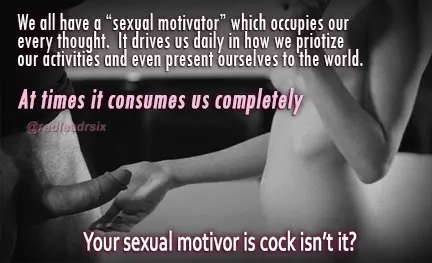 We all have a “sexual motivator” which occupies our
every thought. It drives us daily in how we priotize
our activities and even present ourselves to the world.
At times it consumes us completely
@redleadrsix
Your sexual motivor is cock isn’t it?